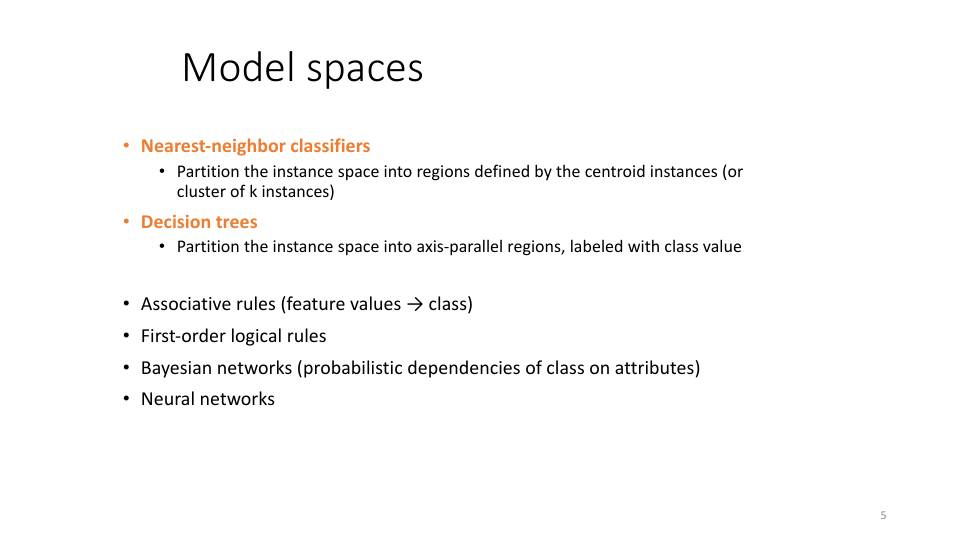 Model spaces
• Nearest-neighbor classifiers
• Partition the instance space into regions defined by the centroid instances (or
cluster of k instances)
• Decision trees
• Partition the instance space into axis-parallel regions, labeled with class value
• Associative rules (feature values → class)
• First-order logical rules
• Bayesian networks (probabilistic dependencies of class on attributes)
• Neural networks
5